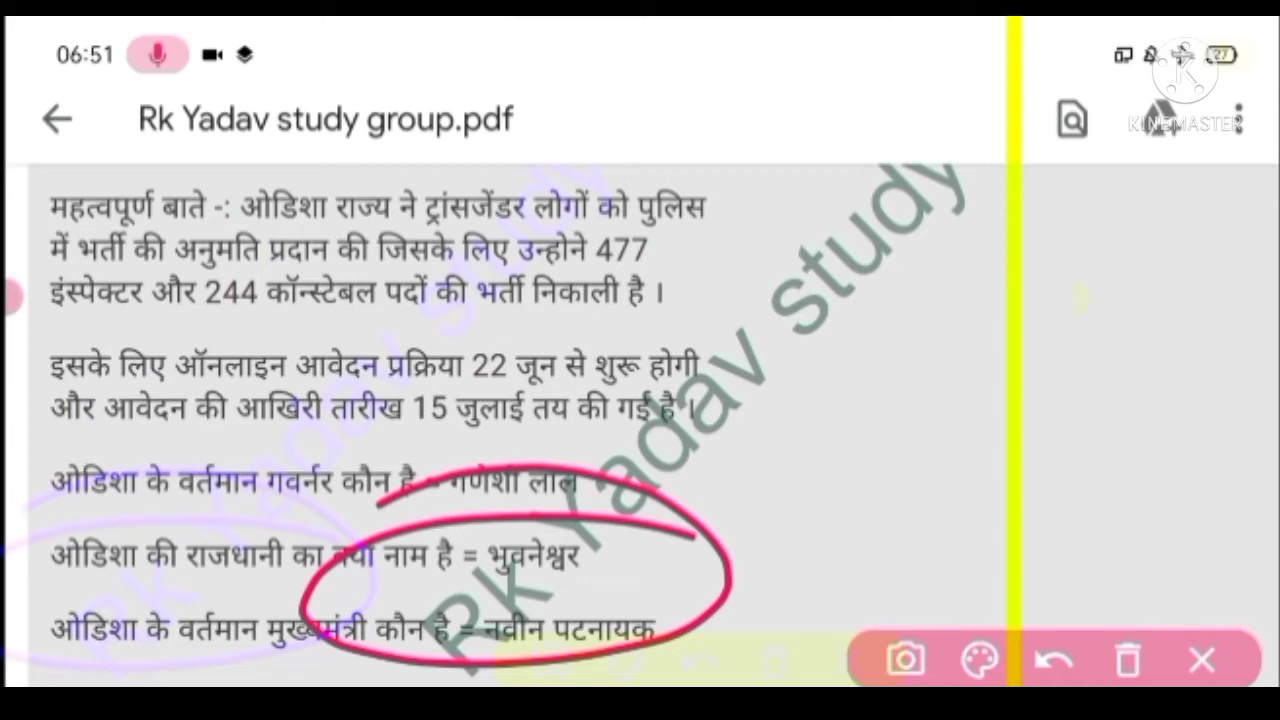 06:51
27
Rk Yadav study group.pdf
KINEMASTER
महत्वपूर्ण बाते -: ओडिशा राज्य ने ट्रांसजेंडर लोगों को पुलिस
में भर्ती की अनुमति प्रदान की जिसके लिए उन्होने 477
इंस्पेक्टर और 244 कॉन्स्टेबल पदों की भर्ती निकाली है ।
इसके लिए ऑनलाइन आवेदन प्रक्रिया 22 जून से शुरू होगी
और आवेदन की आखिरी तारीख 15 जुलाई तय की गई है ।
ओडिशा के वर्तमान गवर्नर कौन है = गणेशी लाल
ओडिशा की राजधानी का क्या नाम है = भुवनेश्वर
ओडिशा के वर्तमान मुख्यमंत्री कौन है = नवीन पटनायक
Rk Yadav study